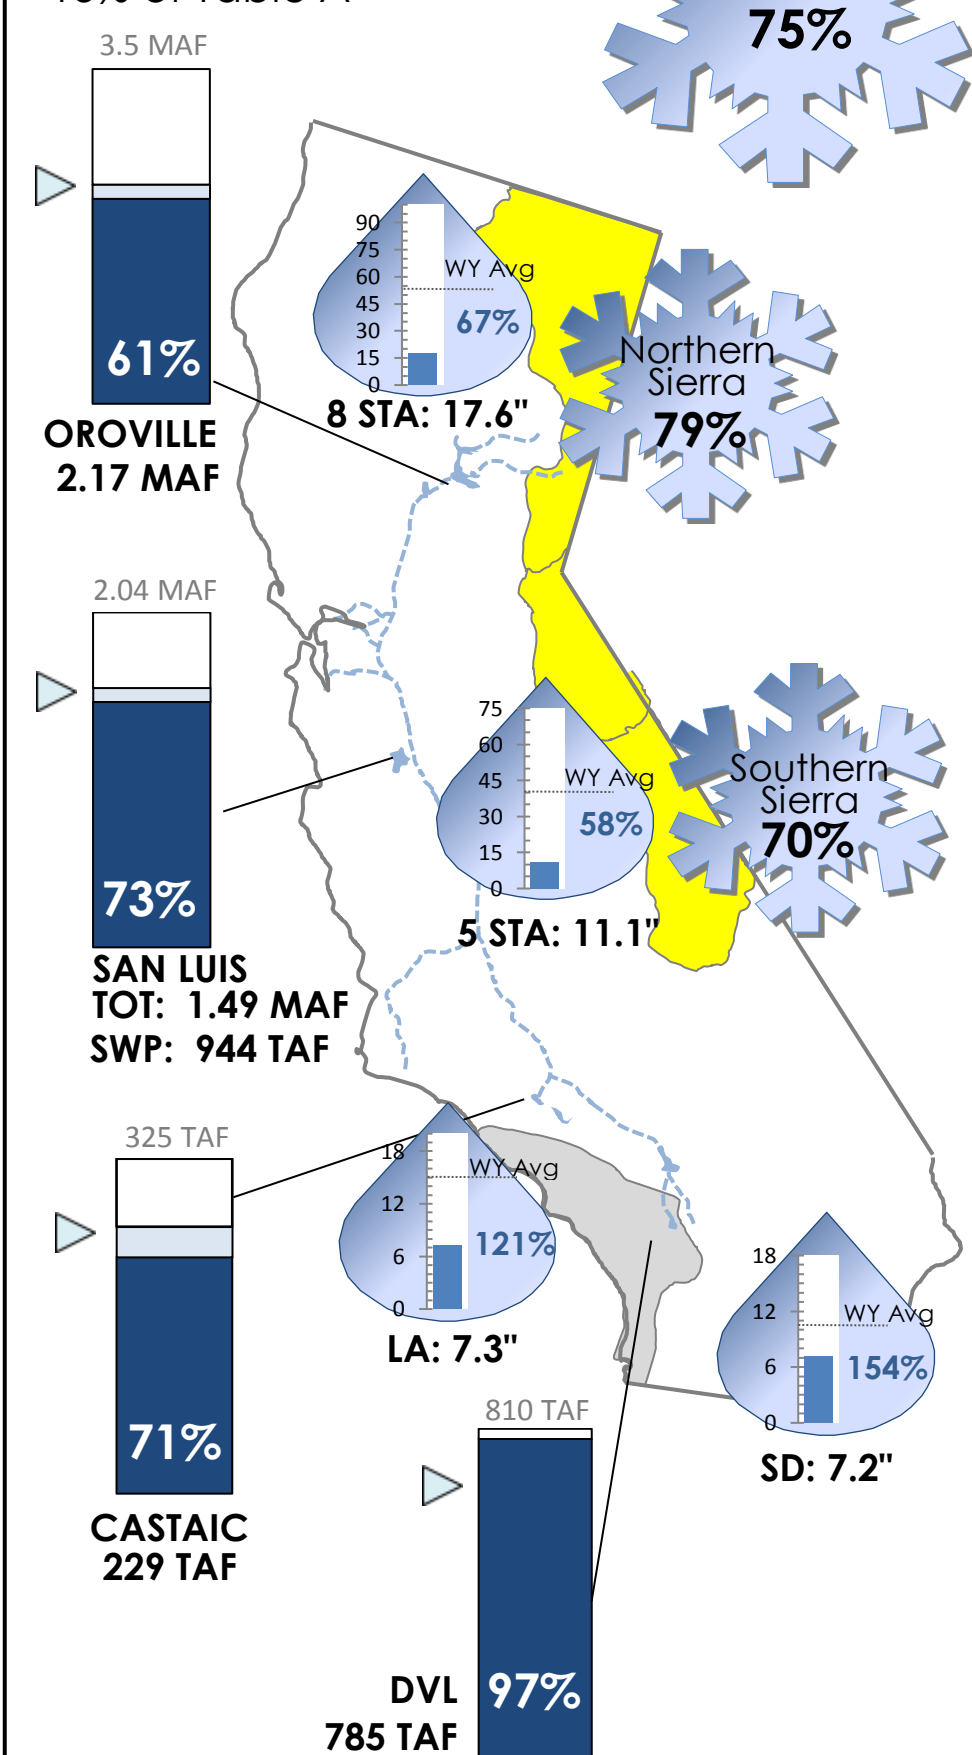 75%
3.5 MAF
61%
OROVILLE
2.17 MAF
90
75
60
45
30
15
0
WY Avg
67%
8 STA: 17.6"
Northern
Sierra
79%
2.04 MAF
73%
SAN LUIS
TOT: 1.49 MAF
SWP: 944 TAF
75
60
45
30
15
0
WY Avg
58%
5 STA: 11.1"
Southern
Sierra
70%
325 TAF
71%
CASTAIC
229 TAF
18
12
6
0
WY Avg
121%
LA: 7.3"
18
12
6
0
WY Avg
154%
SD: 7.2"
810 TAF
97%
DVL
785 TAF